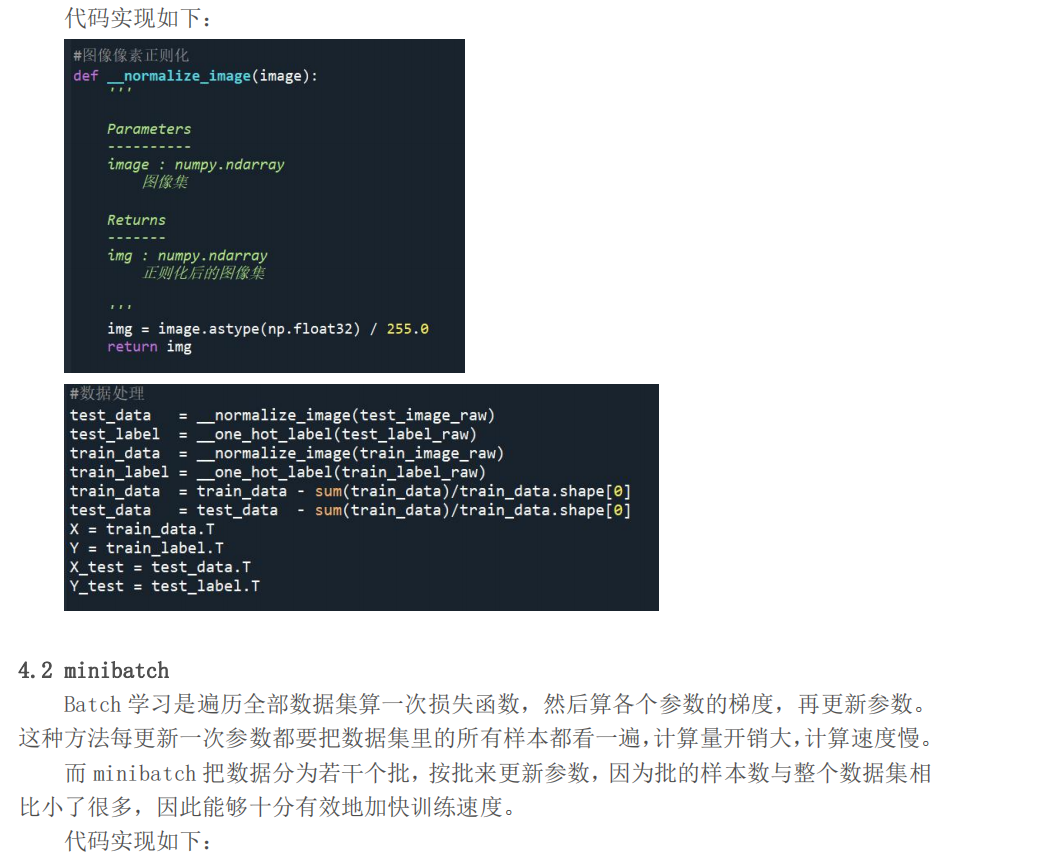 代码实现如下：
#图像像素正则化
def __normalize_image(image):
    '''

    Parameters
    ----------
    image : numpy.ndarray
        图像集

    Returns
    -------
    img : numpy.ndarray
        正则化后的图像集

    '''
    img = image.astype(np.float32) / 255.0
    return img
#数据处理
test_data   = __normalize_image(test_image_raw)
test_label  = __one_hot_label(test_label_raw)
train_data  = __normalize_image(train_image_raw)
train_label = __one_hot_label(train_label_raw)
train_data  = train_data - sum(train_data)/train_data.shape[0]
test_data   = test_data  - sum(train_data)/train_data.shape[0]
X = train_data.T
Y = train_label.T
X_test = test_data.T
Y_test = test_label.T
4.2 minibatch
Batch 学习是遍历全部数据集算一次损失函数，然后算各个参数的梯度，再更新参数。
这种方法每更新一次参数都要把数据集里的所有样本都看一遍,计算量开销大,计算速度慢。
而 minibatch 把数据分为若干个批，按批来更新参数，因为批的样本数与整个数据集相
比小了很多，因此能够十分有效地加快训练速度。
代码实现如下：